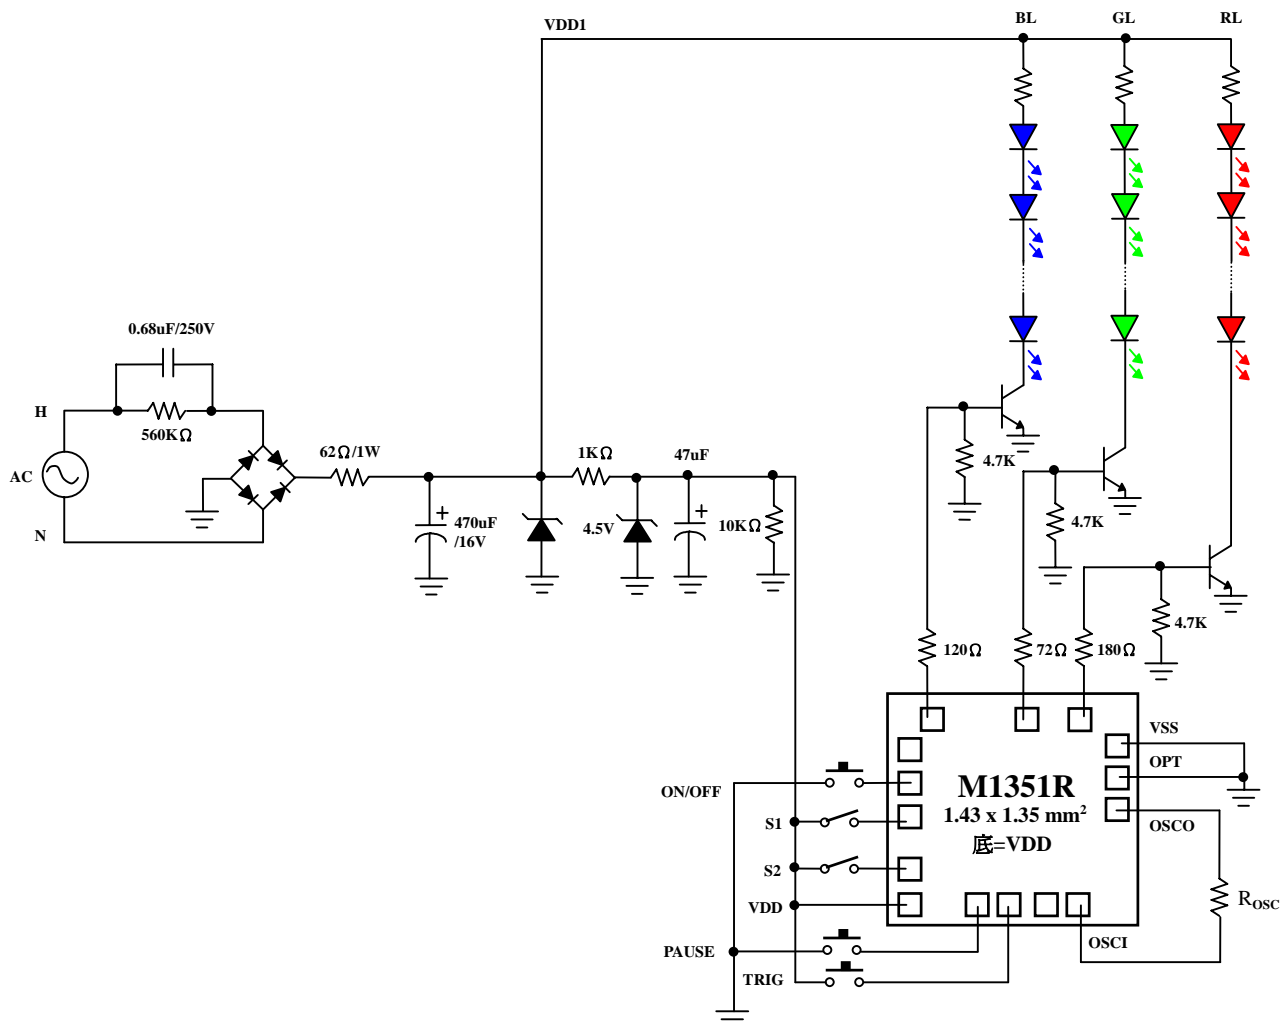 VDD1
BL
GL
RL
0.68uF/250V
H
560KΩ
AC
N
62Ω/1W
1KΩ
47uF
470uF
/16V
4.5V
10KΩ
4.7K
4.7K
4.7K
120Ω
72Ω
180Ω
VSS
OPT
OSCO
ON/OFF
S1
S2
VDD
PAUSE
TRIG
M1351R
1.43 x 1.35 mm²
底=VDD
OSCI
ROSC